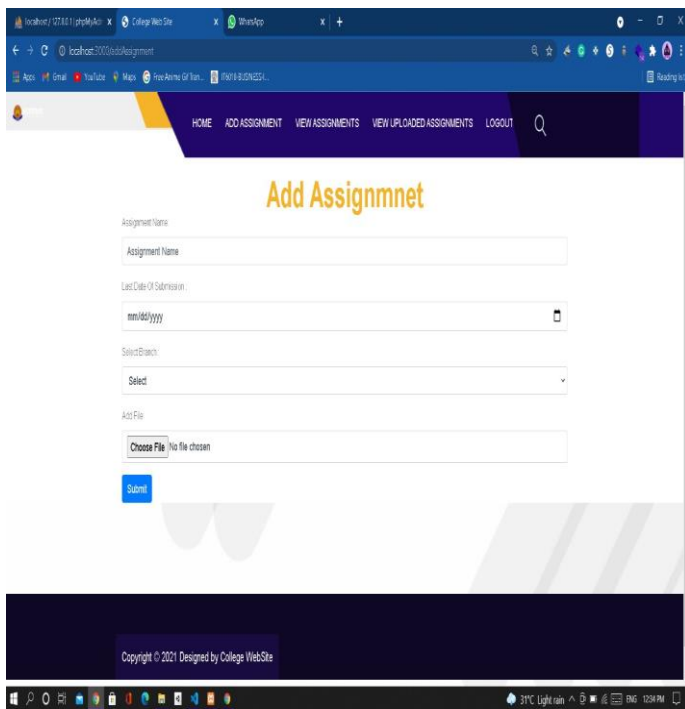 localhost / 127.0.0.1 | phpMyAdr
College Web Site
WhatsApp
localhost:3000/addAssignment
Apps
Gmail
YouTube
Maps
Reading list
HOME
ADD ASSIGNMENT
VIEW ASSIGNMENTS
VIEW UPLOADED ASSIGNMENTS
LOGOUT
Add Assignmnet
Assignment Name
Assignment Name
Last Date Of Submission :
mm/dd/yyyy
Select Branch
Select
Add File
Choose File No file chosen
Submit
Copyright © 2021 Designed by College WebSite
31°C Light rain
ENG
12:34 PM